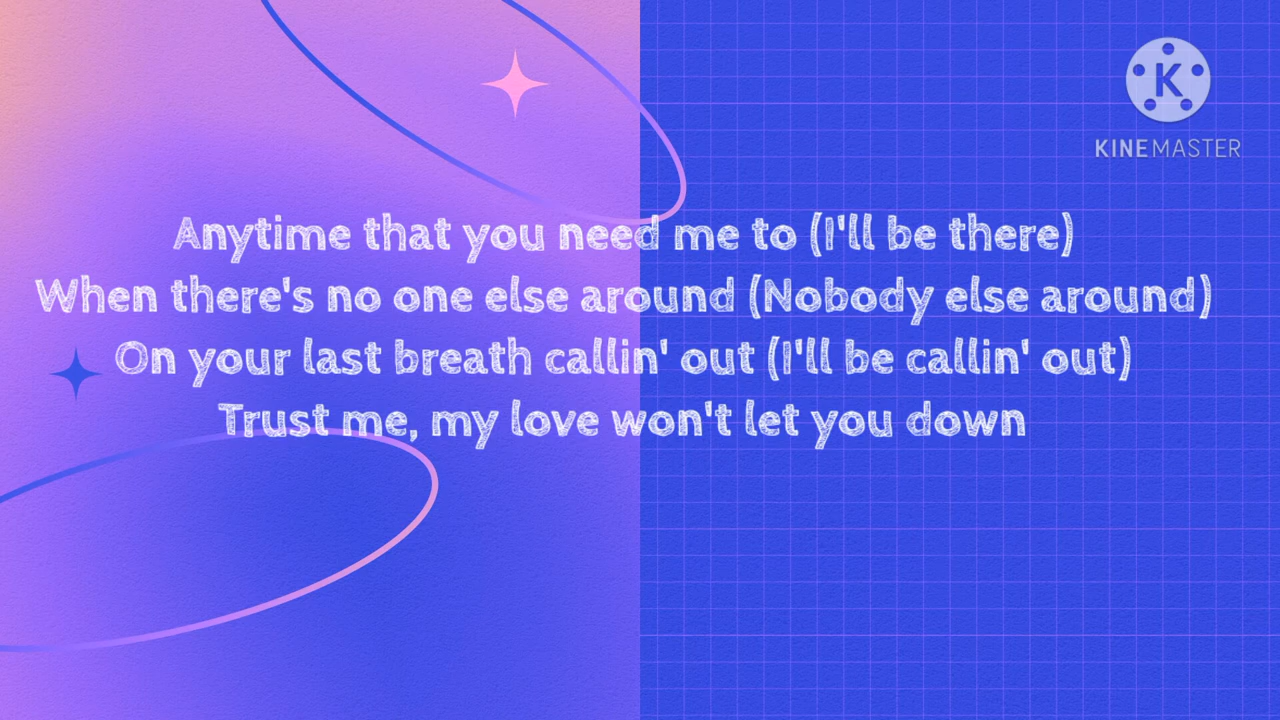 K
KINEMASTER
Anytime that you need me to (I'll be there)
When there's no one else around (Nobody else around)
On your last breath callin' out (I'll be callin' out)
Trust me, my love won't let you down